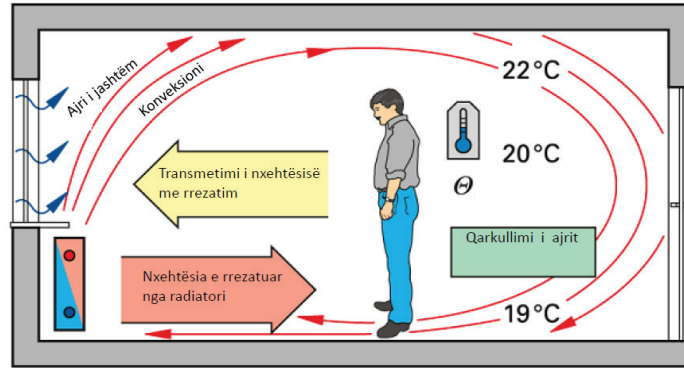 Ajri i jashtëm
Konveksioni
22°C
Transmetimi i nxehtësisë
me rrezatim
20°C
Θ
Qarkullimi i ajrit
Nxehtësia e rrezatuar
nga radiatori
19°C